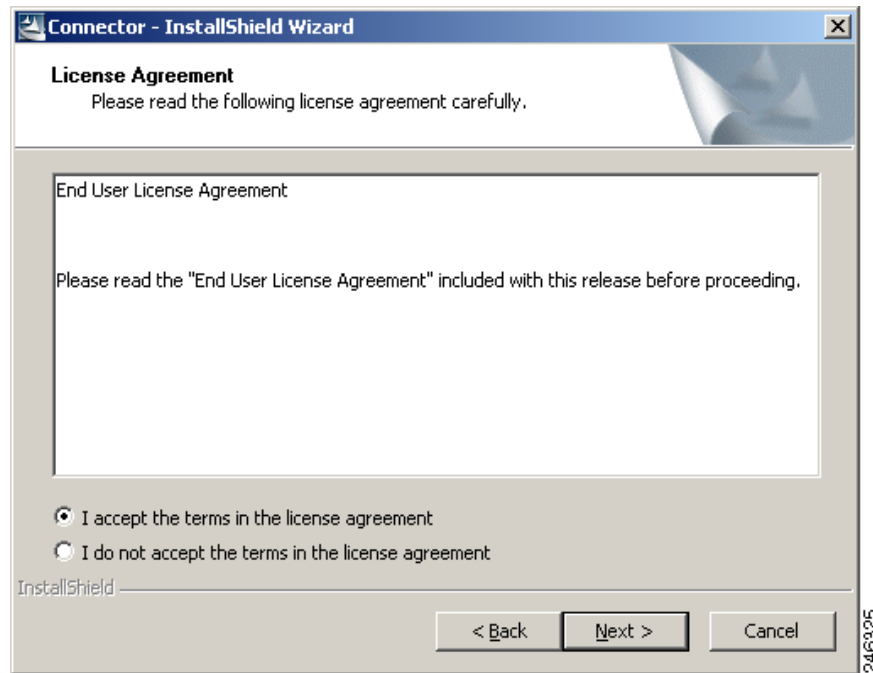 Connector - InstallShield Wizard
License Agreement
Please read the following license agreement carefully.
End User License Agreement
Please read the "End User License Agreement" included with this release before proceeding.
I accept the terms in the license agreement
I do not accept the terms in the license agreement
InstallShield
< Back
Next >
Cancel
246325